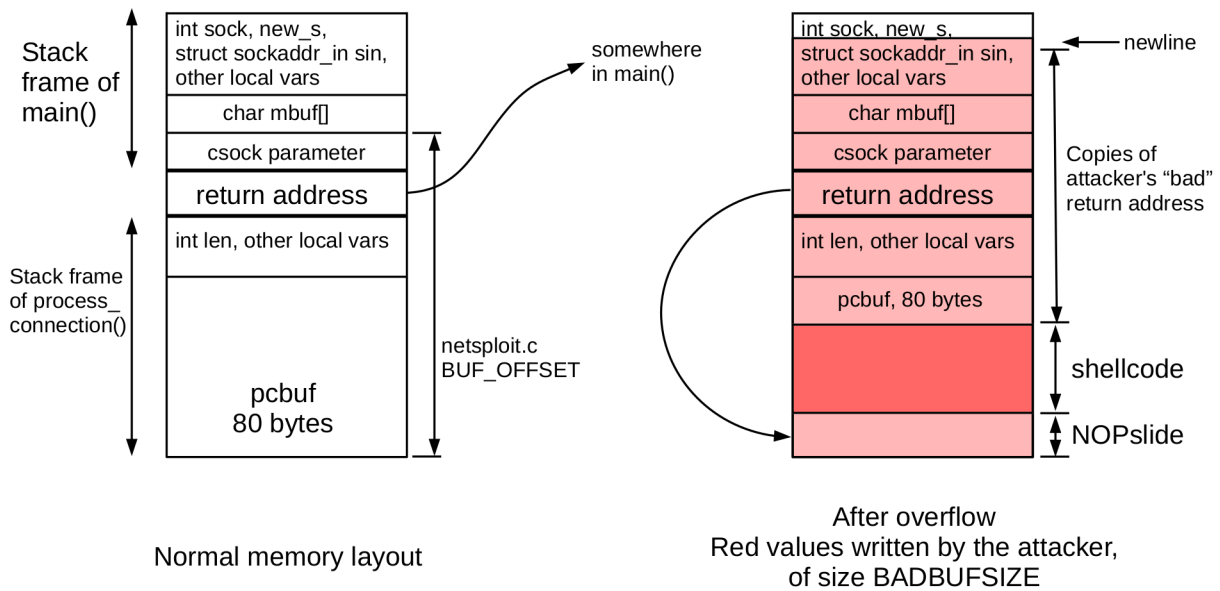 Stack
frame of
main()
int sock, new_s,
struct sockaddr_in sin,
other local vars
char mbuf[]
csock parameter
return address
int len, other local vars
pcbuf
80 bytes
Stack frame
of process_
connection()
somewhere
in main()
netsploit.c
BUF_OFFSET
Normal memory layout
int sock, new_s,
struct sockaddr_in sin,
other local vars
char mbuf[]
csock parameter
return address
int len, other local vars
pcbuf, 80 bytes
newline
Copies of
attacker's “bad”
return address
shellcode
NOPslide
After overflow
Red values written by the attacker,
of size BADBUFSIZE